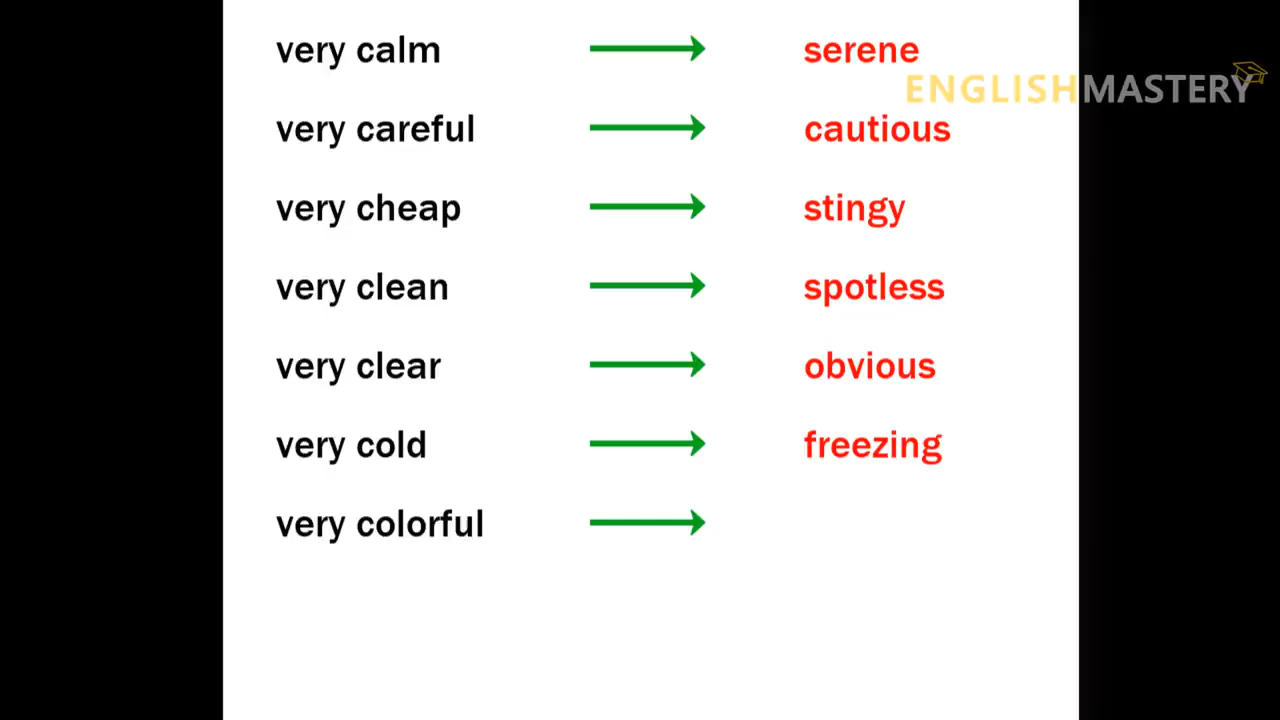 very calm → serene
ENGLISHMASTERY
very careful → cautious
very cheap → stingy
very clean → spotless
very clear → obvious
very cold → freezing
very colorful →